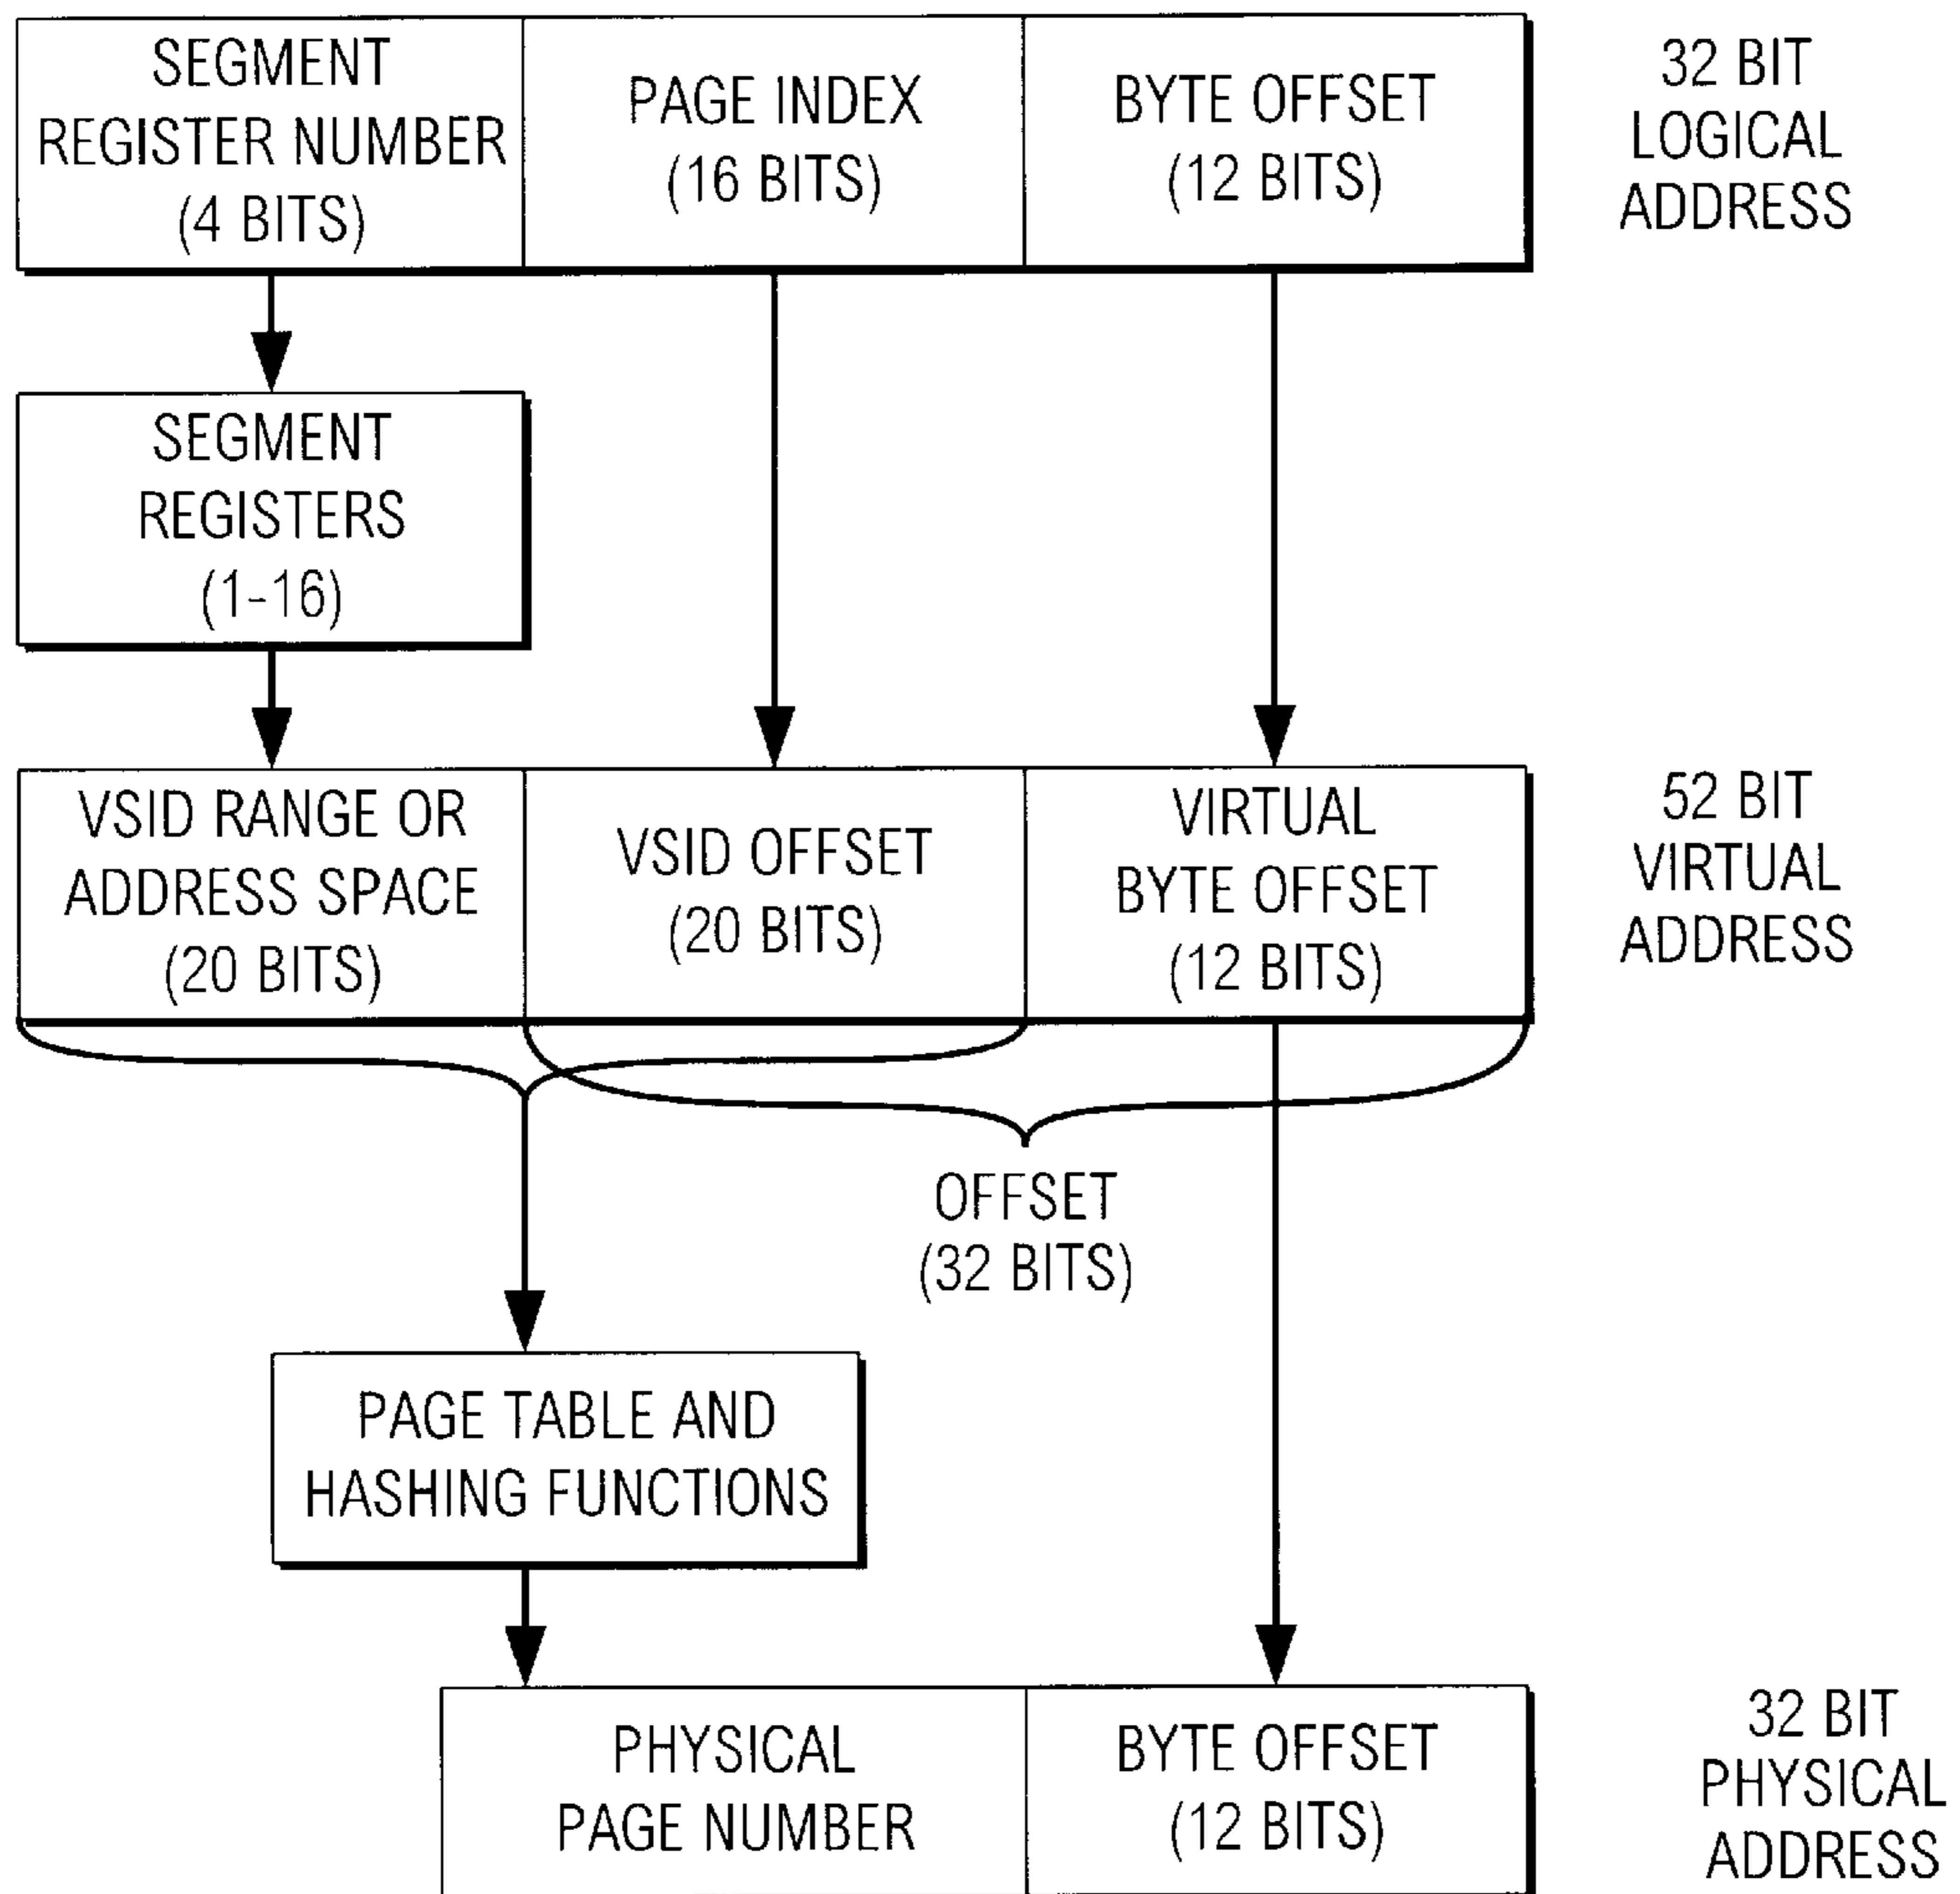 SEGMENT
REGISTER NUMBER
(4 BITS)
PAGE INDEX
(16 BITS)
BYTE OFFSET
(12 BITS)
32 BIT
LOGICAL
ADDRESS
SEGMENT
REGISTERS
(1-16)
VSID RANGE OR
ADDRESS SPACE
(20 BITS)
VSID OFFSET
(20 BITS)
VIRTUAL
BYTE OFFSET
(12 BITS)
52 BIT
VIRTUAL
ADDRESS
OFFSET
(32 BITS)
PAGE TABLE AND
HASHING FUNCTIONS
PHYSICAL
PAGE NUMBER
BYTE OFFSET
(12 BITS)
32 BIT
PHYSICAL
ADDRESS